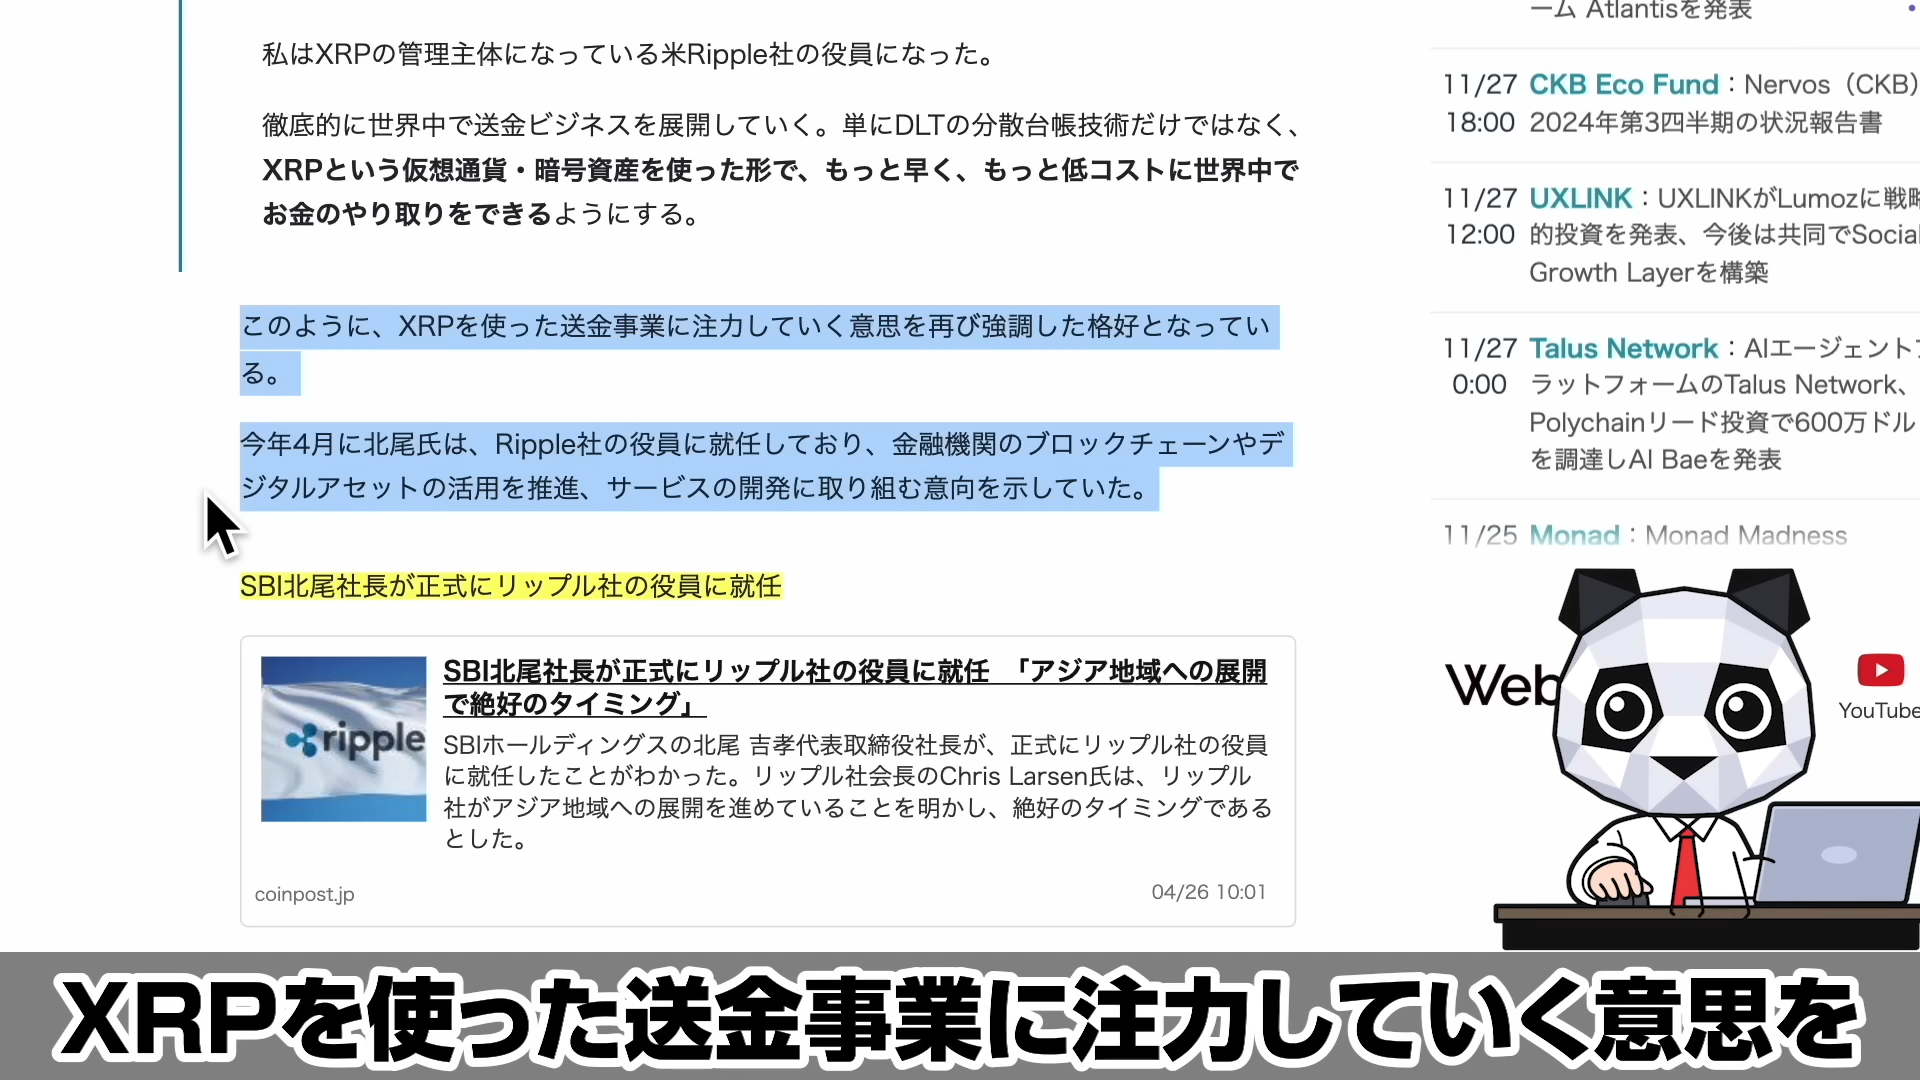 私はXRPの管理主体になっている米Ripple社の役員になった。
徹底的に世界中で送金ビジネスを展開していく。単にDLTの分散台帳技術だけではなく、
XRPという仮想通貨・暗号資産を使った形で、もっと早く、もっと低コストに世界中で
お金のやり取りをできるようにする。
このように、XRPを使った送金事業に注力していく意思を再び強調した格好となってい
る。
今年4月に北尾氏は、Ripple社の役員に就任しており、金融機関のブロックチェーンやデ
ジタルアセットの活用を推進、サービスの開発に取り組む意向を示していた。
SBI北尾社長が正式にリップル社の役員に就任
ripple
SBI北尾社長が正式にリップル社の役員に就任 「アジア地域への展開
で絶好のタイミング」
SBIホールディングスの北尾 吉孝代表取締役社長が、正式にリップル社の役員
に就任したことがわかった。リップル社会長のChris Larsen氏は、リップル
社がアジア地域への展開を進めていることを明かし、絶好のタイミングである
とした。
coinpost.jp
04/26 10:01
ーム Atlantisを発表
11/27 CKB Eco Fund：Nervos（CKB）
18:00 2024年第3四半期の状況報告書
11/27 UXLINK：UXLINKがLumozに戦略
12:00 的投資を発表、今後は共同でSocial
Growth Layerを構築
11/27 Talus Network：AIエージェントプ
0:00 ラットフォームのTalus Network、
Polychainリード投資で600万ドル
を調達しAI Baeを発表
11/25 Monad：Monad Madness
Web
YouTube
XRPを使った送金事業に注力していく意思を